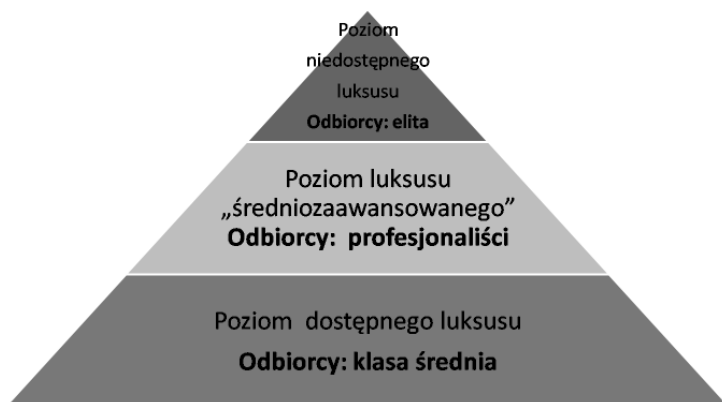 Poziom
niedostępnego
luksusu
Odbiorcy: elita
Poziom luksusu
„średniozaawansowanego”
Odbiorcy: profesjonaliści
Poziom dostępnego luksusu
Odbiorcy: klasa średnia